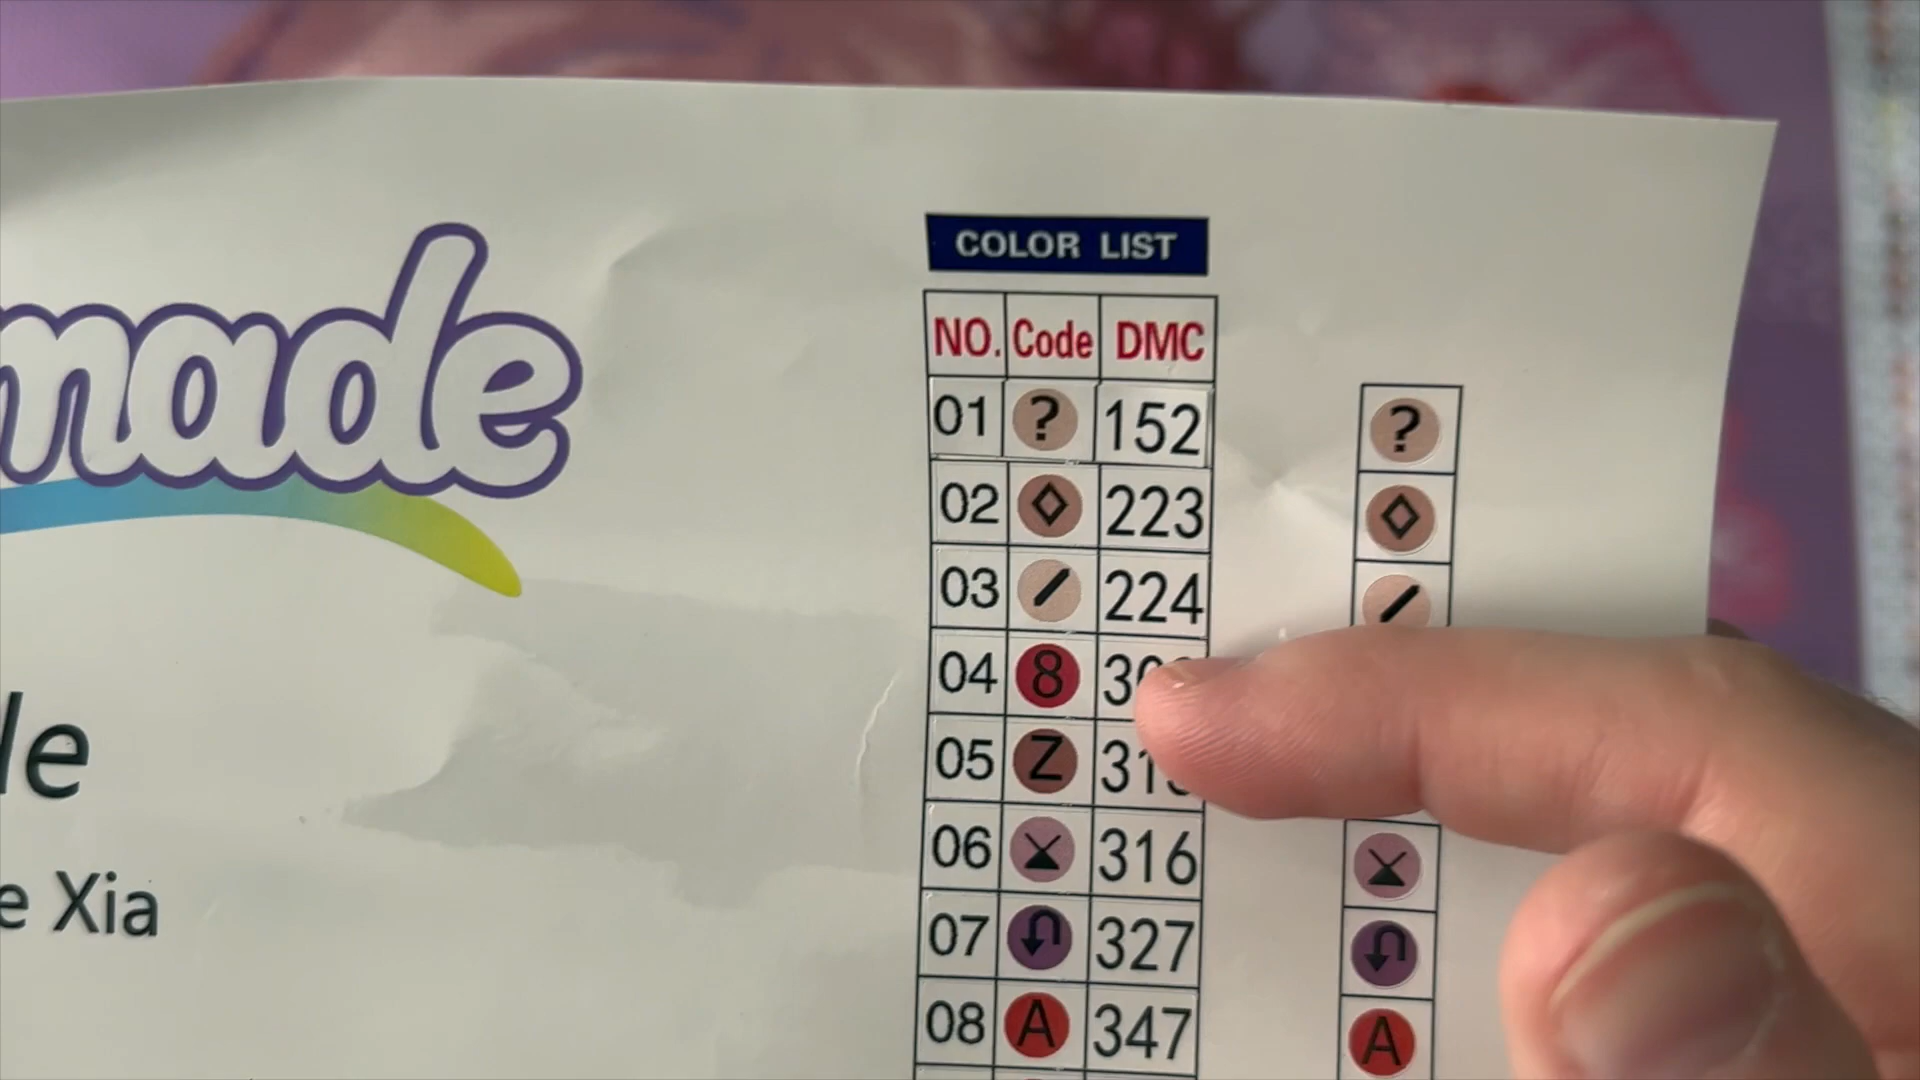 made
COLOR LIST
NO. Code DMC
01 ? 152 ?
02 223
03 224
04 8
05 Z
06 316
07 327
08 A 347 A
Xia